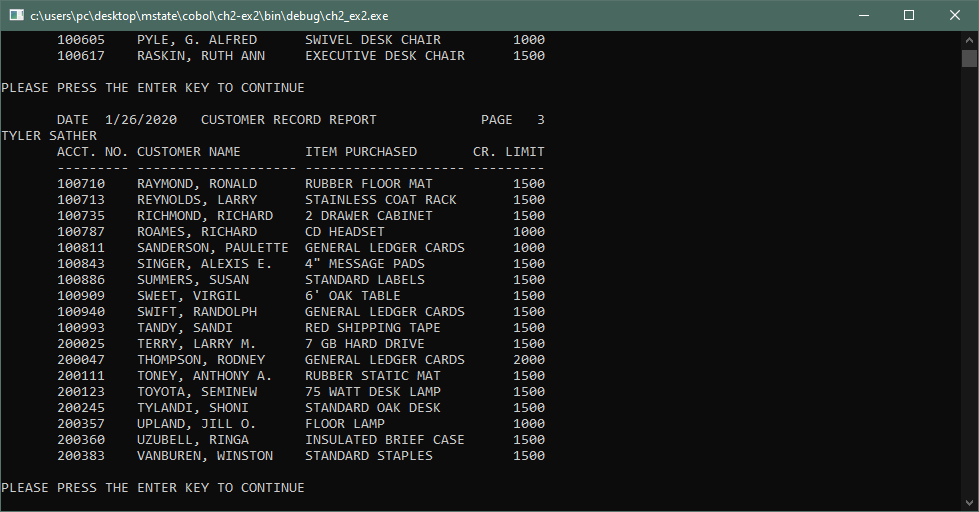 c:\users\pc\desktop\mstate\cobol\ch2-ex2\bin\debug\ch2_ex2.exe
100605 PYLE, G. ALFRED SWIVEL DESK CHAIR 1000
100617 RASKIN, RUTH ANN EXECUTIVE DESK CHAIR 1500
PLEASE PRESS THE ENTER KEY TO CONTINUE
DATE 1/26/2020 CUSTOMER RECORD REPORT PAGE 3
TYLER SATHER
ACCT. NO. CUSTOMER NAME ITEM PURCHASED CR. LIMIT
--------- -------------------- -------------------- ---------
100710 RAYMOND, RONALD RUBBER FLOOR MAT 1500
100713 REYNOLDS, LARRY STAINLESS COAT RACK 1500
100735 RICHMOND, RICHARD 2 DRAWER CABINET 1500
100787 ROAMES, RICHARD CD HEADSET 1000
100811 SANDERSON, PAULETTE GENERAL LEDGER CARDS 1000
100843 SINGER, ALEXIS E. 4" MESSAGE PADS 1500
100886 SUMMERS, SUSAN STANDARD LABELS 1500
100909 SWEET, VIRGIL 6' OAK TABLE 1500
100940 SWIFT, RANDOLPH GENERAL LEDGER CARDS 1500
100993 TANDY, SANDI RED SHIPPING TAPE 1500
200025 TERRY, LARRY M. 7 GB HARD DRIVE 1500
200047 THOMPSON, RODNEY GENERAL LEDGER CARDS 2000
200111 TONEY, ANTHONY A. RUBBER STATIC MAT 1500
200123 TOYOTA, SEMINEW 75 WATT DESK LAMP 1500
200245 TYLANDI, SHONI STANDARD OAK DESK 1500
200357 UPLAND, JILL O. FLOOR LAMP 1000
200360 UZUBELL, RINGA INSULATED BRIEF CASE 1500
200383 VANBUREN, WINSTON STANDARD STAPLES 1500
PLEASE PRESS THE ENTER KEY TO CONTINUE